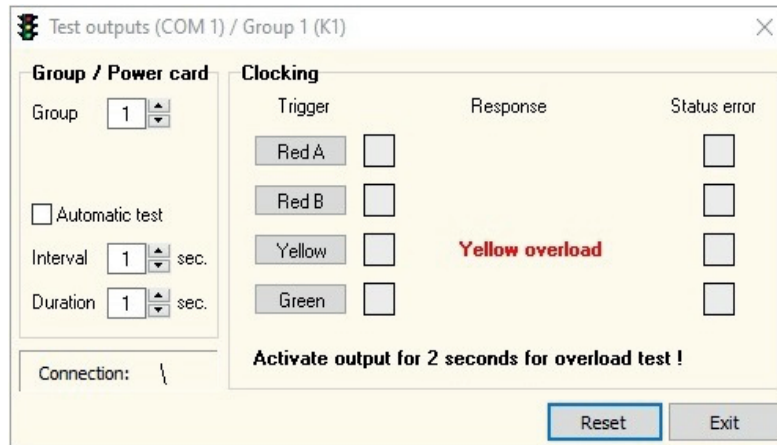 Test outputs (COM 1) / Group 1 (K1)
Group / Power card
Group 1
Automatic test
Interval 1 sec.
Duration 1 sec.
Connection: \
Clocking
Trigger Response Status error
Red A
Red B
Yellow Yellow overload
Green
Activate output for 2 seconds for overload test !
Reset Exit